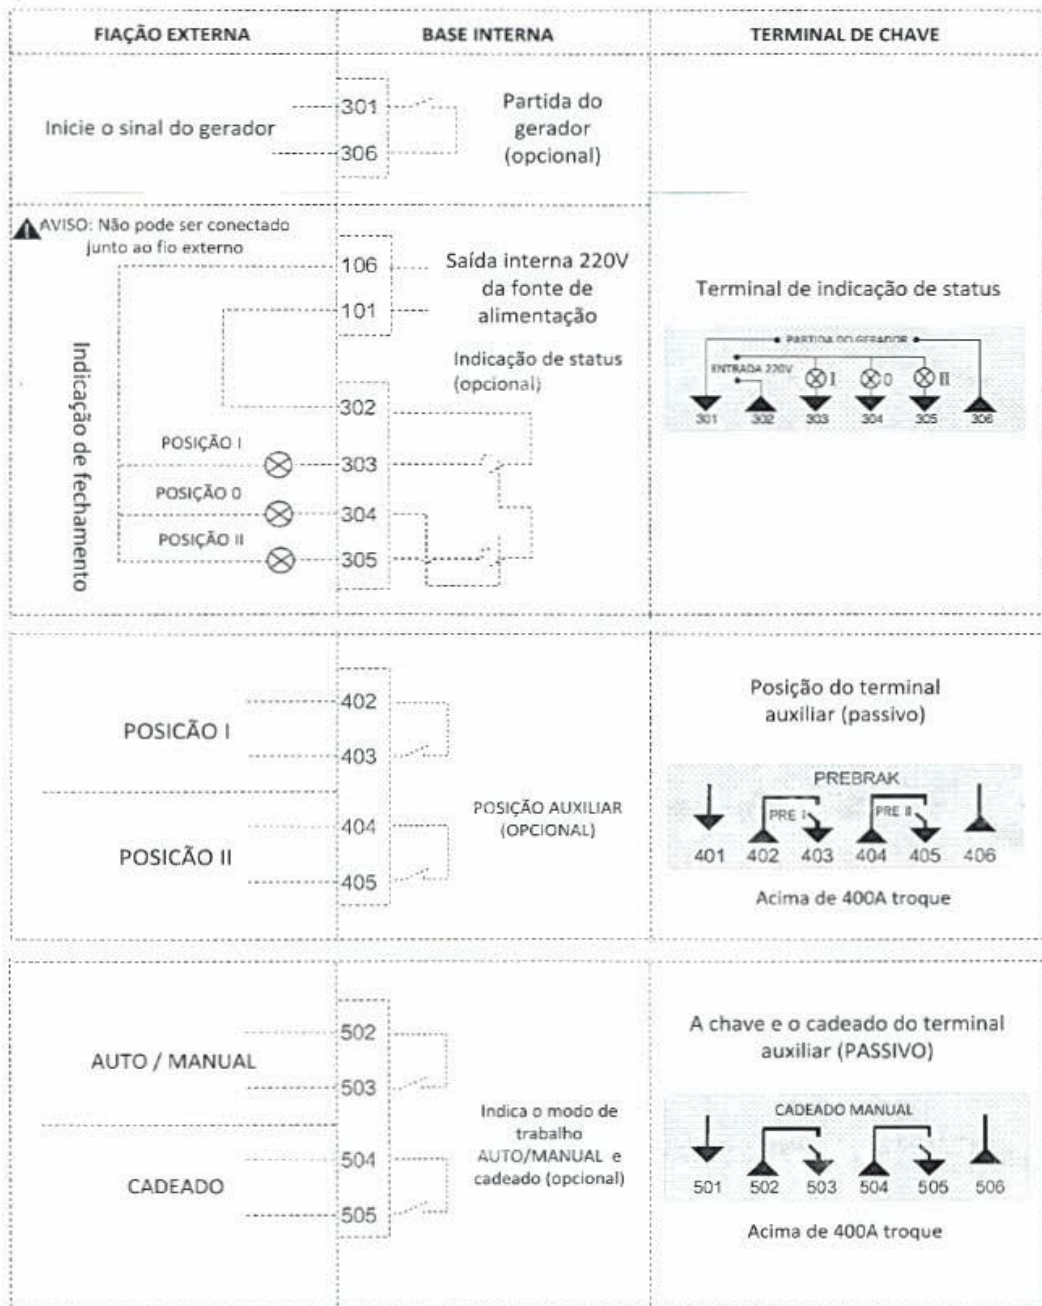 FIAÇÃO EXTERNA
BASE INTERNA
TERMINAL DE CHAVE
Inicie o sinal do gerador
301
306
Partida do
gerador
(opcional)
AVISO: Não pode ser conectado
junto ao fio externo
106
101
Saída interna 220V
da fonte de
alimentação
Indicação de status
(opcional)
Indicação de fechamento
302
POSIÇÃO I
303
POSIÇÃO 0
304
POSIÇÃO II
305
Terminal de indicação de status
PARTIDA DO GERADOR
ENTRADA 220V
I
0
II
301 302 303 304 305 306
POSICÃO I
402
403
POSICÃO II
404
405
POSIÇÃO AUXILIAR
(OPCIONAL)
Posição do terminal
auxiliar (passivo)
PREBRAK
PRE I
PRE II
401 402 403 404 405 406
Acima de 400A troque
AUTO / MANUAL
502
503
CADEADO
504
505
Indica o modo de
trabalho
AUTO/MANUAL e
cadeado (opcional)
A chave e o cadeado do terminal
auxiliar (PASSIVO)
CADEADO MANUAL
501 502 503 504 505 506
Acima de 400A troque